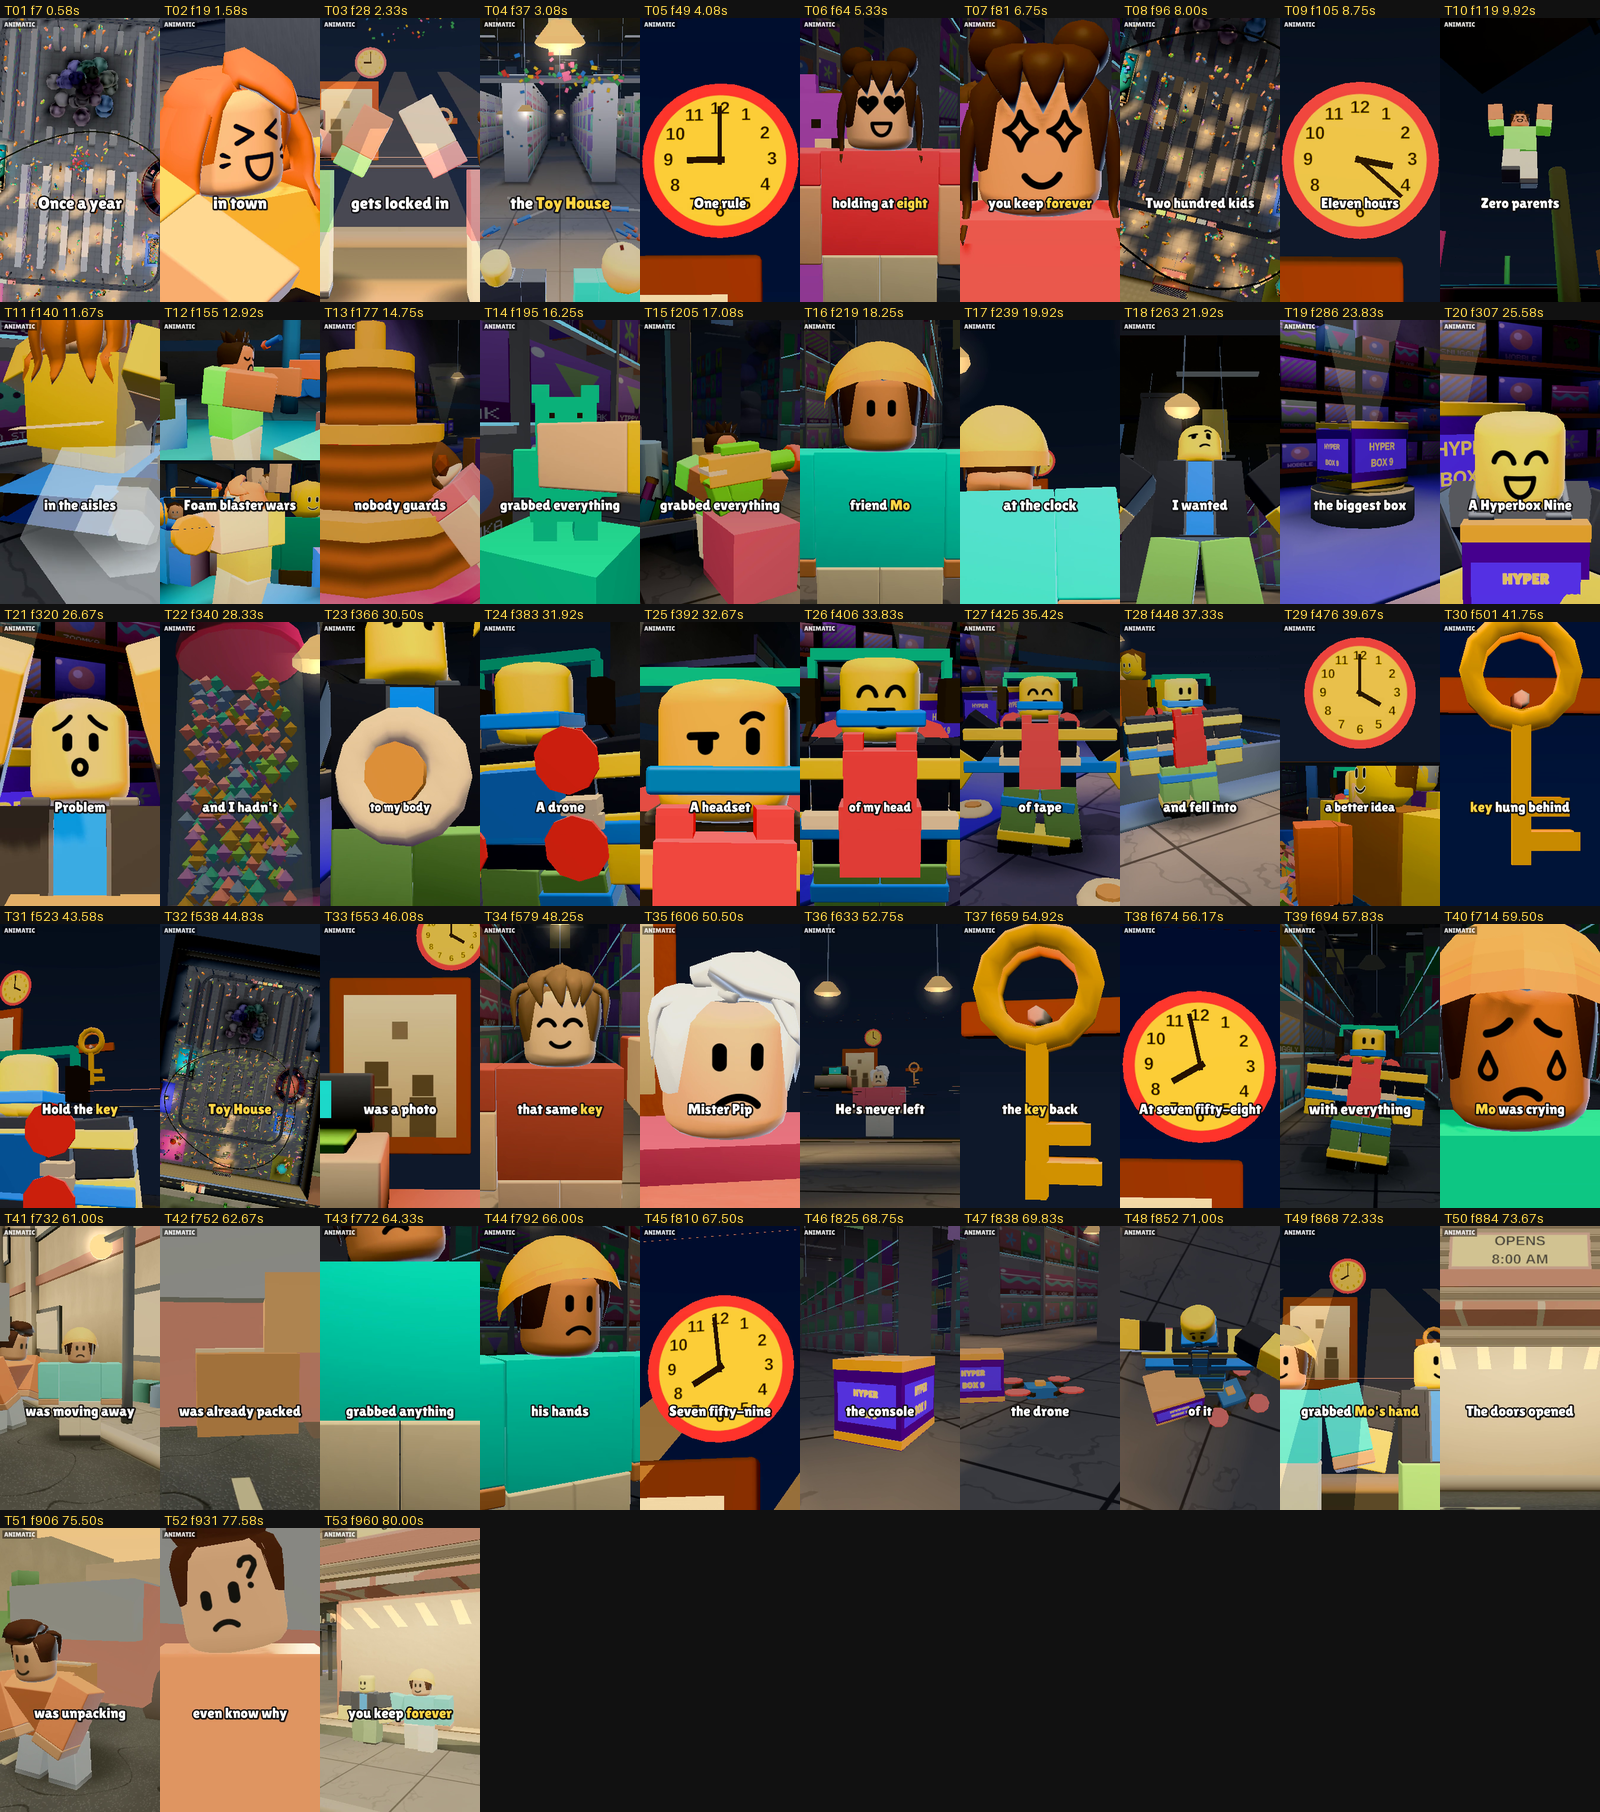 T01 f7 0.58s
ANIMATIC
Once a year
T02 f19 1.58s
ANIMATIC
in town
T03 f28 2.33s
ANIMATIC
gets locked in
T04 f37 3.08s
ANIMATIC
the Toy House
T05 f49 4.08s
ANIMATIC
One rule
T06 f64 5.33s
ANIMATIC
holding at eight
T07 f81 6.75s
ANIMATIC
you keep forever
T08 f96 8.00s
ANIMATIC
Two hundred kids
T09 f105 8.75s
ANIMATIC
Eleven hours
T10 f119 9.92s
ANIMATIC
Zero parents
T11 f140 11.67s
ANIMATIC
in the aisles
T12 f155 12.92s
ANIMATIC
Foam blaster wars
T13 f177 14.75s
ANIMATIC
nobody guards
T14 f195 16.25s
ANIMATIC
grabbed everything
T15 f205 17.08s
ANIMATIC
grabbed everything
T16 f219 18.25s
ANIMATIC
friend Mo
T17 f239 19.92s
ANIMATIC
at the clock
T18 f263 21.92s
ANIMATIC
I wanted
T19 f286 23.83s
ANIMATIC
HYPER
BOX 9
HYPER
BOX 9
the biggest box
T20 f307 25.58s
ANIMATIC
A Hyperbox Nine
HYPER
T21 f320 26.67s
ANIMATIC
Problem
T22 f340 28.33s
ANIMATIC
and I hadn't
T23 f366 30.50s
ANIMATIC
to my body
T24 f383 31.92s
ANIMATIC
A drone
T25 f392 32.67s
ANIMATIC
A headset
T26 f406 33.83s
ANIMATIC
of my head
T27 f425 35.42s
ANIMATIC
of tape
T28 f448 37.33s
ANIMATIC
and fell into
T29 f476 39.67s
ANIMATIC
a better idea
T30 f501 41.75s
ANIMATIC
key hung behind
T31 f523 43.58s
ANIMATIC
Hold the key
T32 f538 44.83s
ANIMATIC
Toy House
T33 f553 46.08s
ANIMATIC
was a photo
T34 f579 48.25s
ANIMATIC
that same key
T35 f606 50.50s
ANIMATIC
Mister Pip
T36 f633 52.75s
ANIMATIC
He's never left
T37 f659 54.92s
ANIMATIC
the key back
T38 f674 56.17s
ANIMATIC
At seven fifty-eight
T39 f694 57.83s
ANIMATIC
with everything
T40 f714 59.50s
ANIMATIC
Mo was crying
T41 f732 61.00s
ANIMATIC
was moving away
T42 f752 62.67s
ANIMATIC
was already packed
T43 f772 64.33s
ANIMATIC
grabbed anything
T44 f792 66.00s
ANIMATIC
his hands
T45 f810 67.50s
ANIMATIC
Seven fifty-nine
T46 f825 68.75s
ANIMATIC
HYPER
the console
T47 f838 69.83s
ANIMATIC
HYPER
BOX 9
the drone
T48 f852 71.00s
ANIMATIC
of it
T49 f868 72.33s
ANIMATIC
grabbed Mo's hand
T50 f884 73.67s
ANIMATIC
OPENS
8:00 AM
The doors opened
T51 f906 75.50s
ANIMATIC
was unpacking
T52 f931 77.58s
ANIMATIC
even know why
T53 f960 80.00s
ANIMATIC
you keep forever